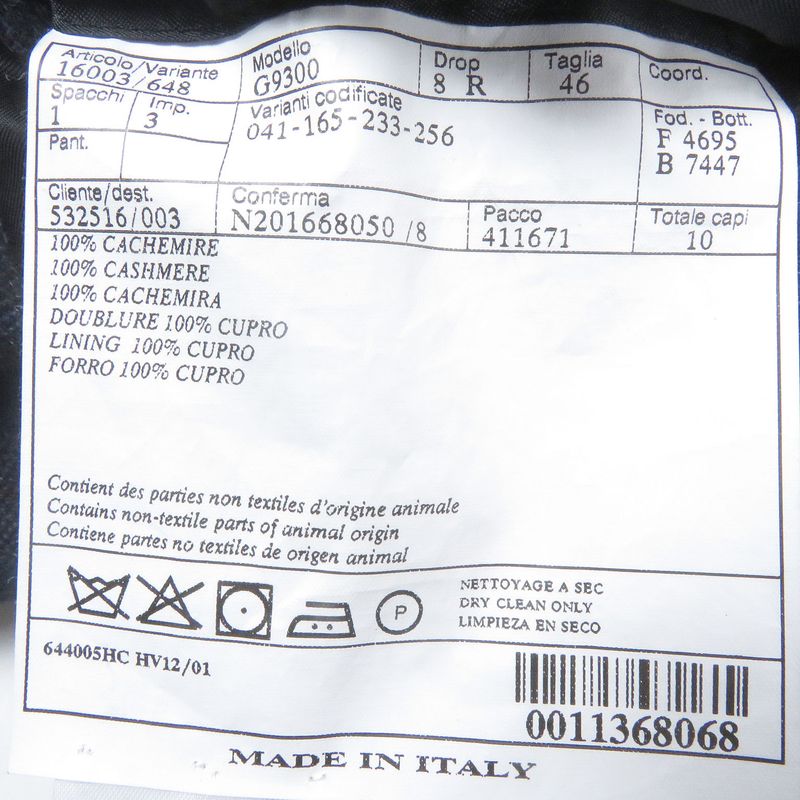 Articolo/Variante Modello Drop Taglia Coord.
16003/648 G9300 8 R 46
Spacchi Imp. Varianti codificate Fod. - Bott.
1 3 041-165-233-256 F 4695
Pant. B 7447
Cliente/dest. Conferma Pacco Totale capi
532516/003 N201668050 /8 411671 10
100% CACHEMIRE
100% CASHMERE
100% CACHEMIRA
DOUBLURE 100% CUPRO
LINING 100% CUPRO
FORRO 100% CUPRO
Contient des parties non textiles d'origine animale
Contains non-textile parts of animal origin
Contiene partes no textiles de origen animal
P
NETTOYAGE A SEC
DRY CLEAN ONLY
LIMPIEZA EN SECO
644005HC HV12/01
0011368068
MADE IN ITALY